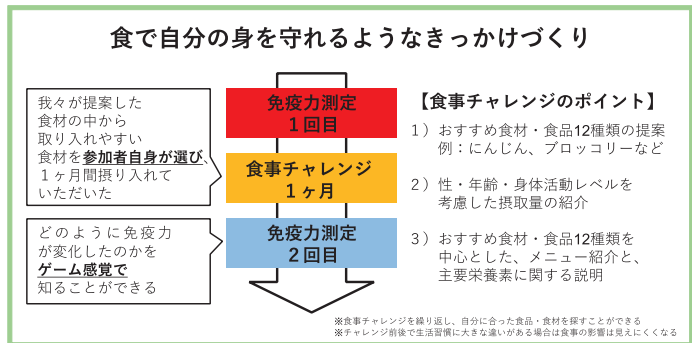 食で自分の身を守れるようなきっかけづくり
我々が提案した
食材の中から
取り入れやすい
食材を参加者自身が選び、
１ヶ月間摂り入れて
いただいた
どのように免疫力
が変化したのかを
ゲーム感覚で
知ることができる
免疫力測定
１回目
食事チャレンジ
１ヶ月
免疫力測定
２回目
【食事チャレンジのポイント】
１）おすすめ食材・食品12種類の提案
例：にんじん、ブロッコリーなど
２）性・年齢・身体活動レベルを
考慮した摂取量の紹介
３）おすすめ食材・食品12種類を
中心とした、メニュー紹介と、
主要栄養素に関する説明
※食事チャレンジを繰り返し、自分に合った食品・食材を探すことができる
※チャレンジ前後で生活習慣に大きな違いがある場合は食事の影響は見えにくくなる